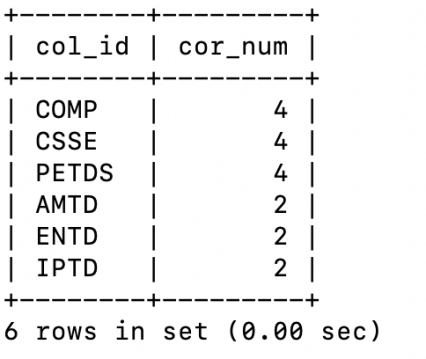 +--------+---------+
| col_id | cor_num |
+--------+---------+
| COMP   |       4 |
| CSSE   |       4 |
| PETDS  |       4 |
| AMTD   |       2 |
| ENTD   |       2 |
| IPTD   |       2 |
+--------+---------+
6 rows in set (0.00 sec)